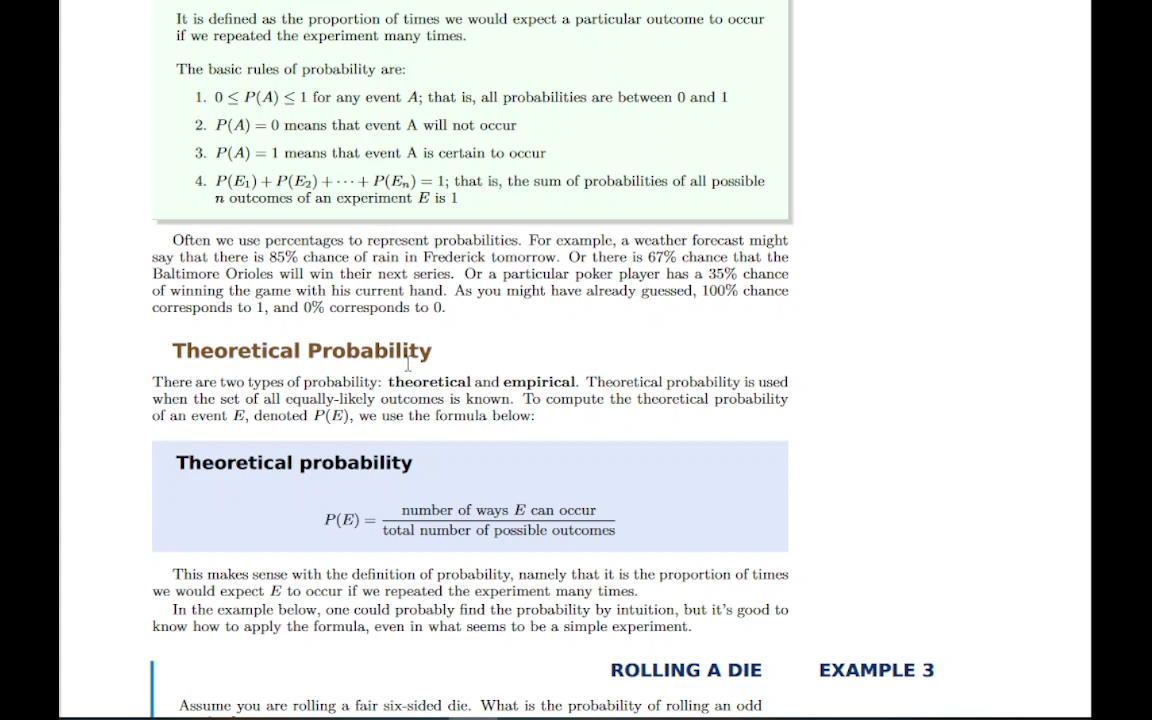 It is defined as the proportion of times we would expect a particular outcome to occur
if we repeated the experiment many times.
The basic rules of probability are:
1. 0 ≤ P(A) ≤ 1 for any event A; that is, all probabilities are between 0 and 1
2. P(A) = 0 means that event A will not occur
3. P(A) = 1 means that event A is certain to occur
4. P(E₁) + P(E₂) + · · · + P(Eₙ) = 1; that is, the sum of probabilities of all possible
n outcomes of an experiment E is 1
Often we use percentages to represent probabilities. For example, a weather forecast might
say that there is 85% chance of rain in Frederick tomorrow. Or there is 67% chance that the
Baltimore Orioles will win their next series. Or a particular poker player has a 35% chance
of winning the game with his current hand. As you might have already guessed, 100% chance
corresponds to 1, and 0% corresponds to 0.
Theoretical Probability
There are two types of probability: theoretical and empirical. Theoretical probability is used
when the set of all equally-likely outcomes is known. To compute the theoretical probability
of an event E, denoted P(E), we use the formula below:
Theoretical probability
P(E) = number of ways E can occur
total number of possible outcomes
This makes sense with the definition of probability, namely that it is the proportion of times
we would expect E to occur if we repeated the experiment many times.
In the example below, one could probably find the probability by intuition, but it's good to
know how to apply the formula, even in what seems to be a simple experiment.
ROLLING A DIE EXAMPLE 3
Assume you are rolling a fair six-sided die. What is the probability of rolling an odd